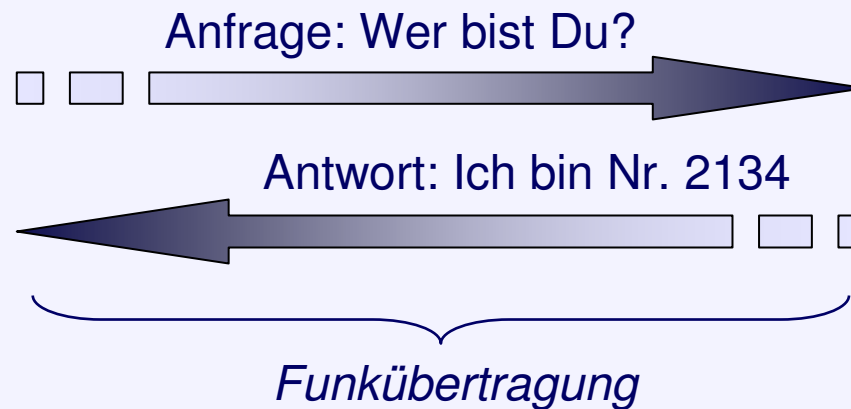 Anfrage: Wer bist Du?
Antwort: Ich bin Nr. 2134
Funkübertragung